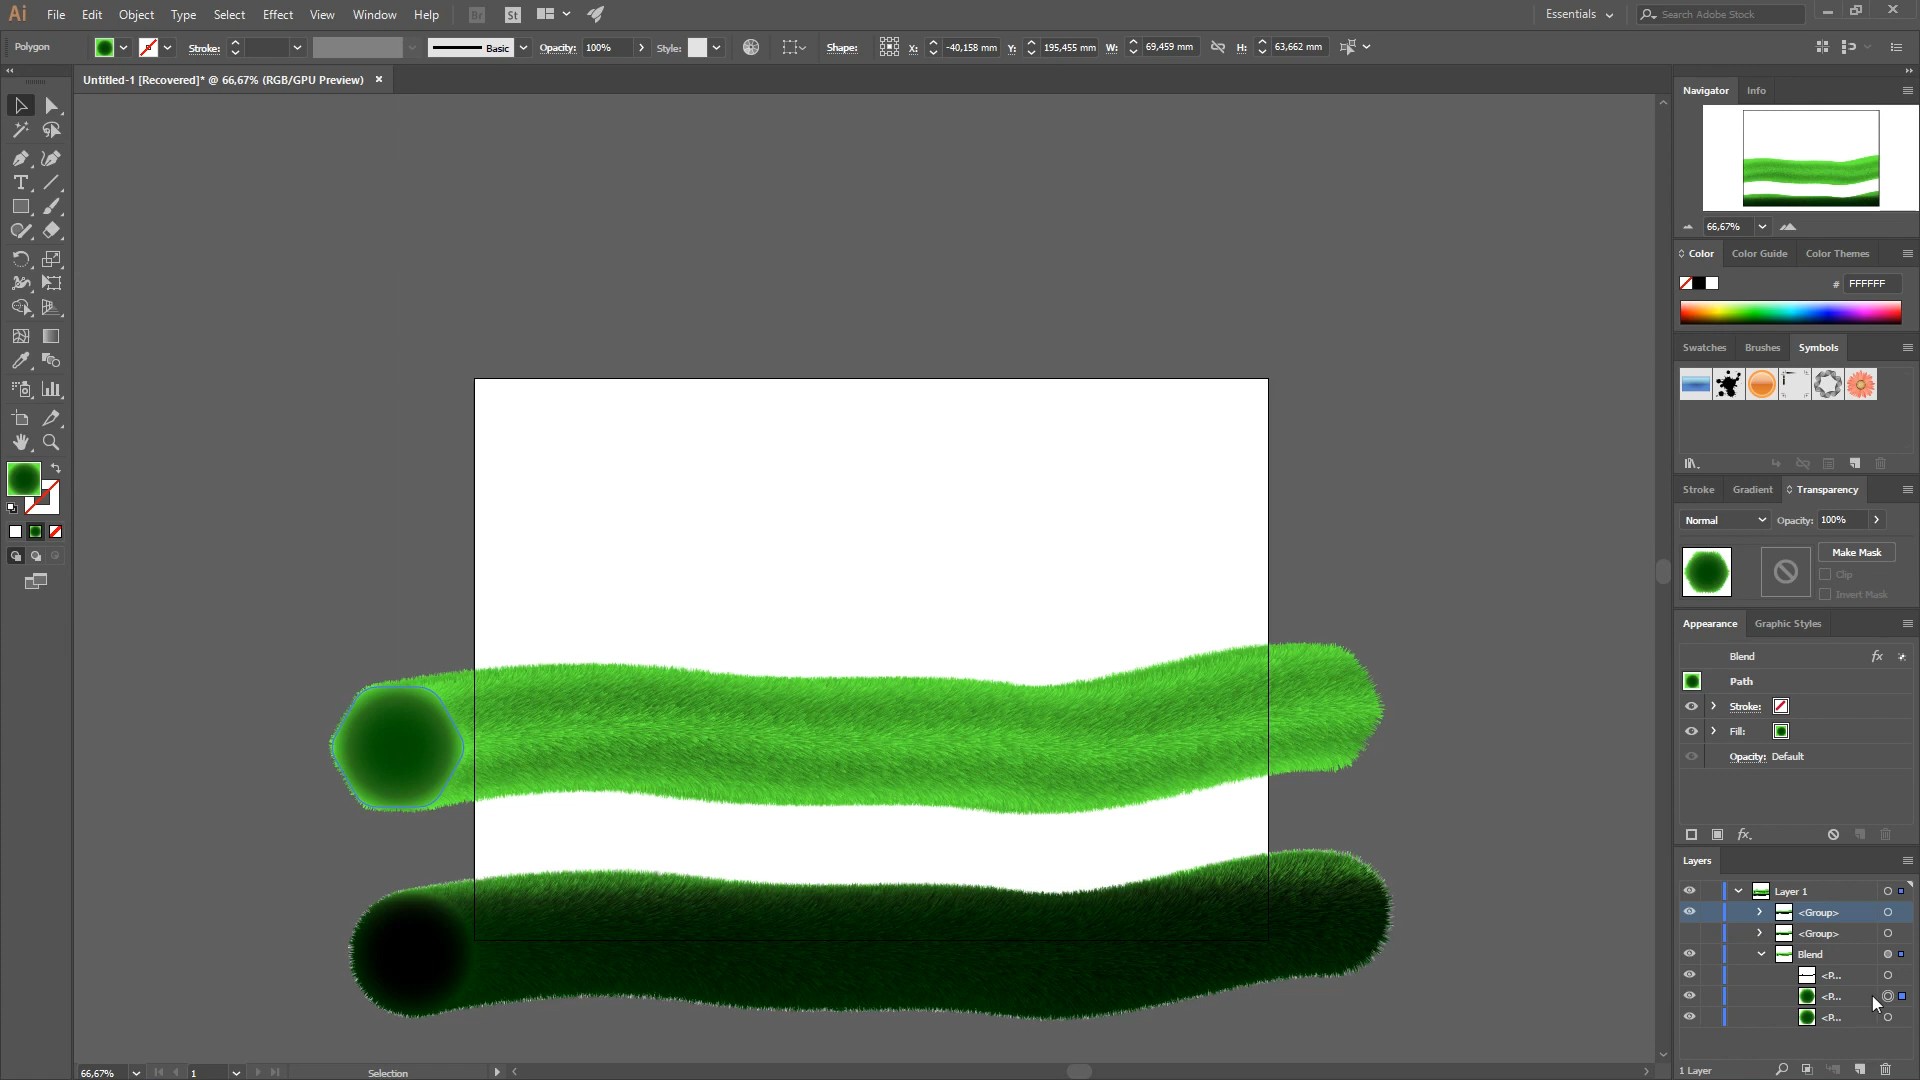 Ai File Edit Object Type Select Effect View Window Help Br St Essentials Search Adobe Stock
Polygon Stroke: Basic Opacity: 100% Style: Shape: X: -40,158 mm Y: 195,455 mm W: 69,459 mm H: 63,662 mm
Untitled-1 [Recovered]* @ 66,67% (RGB/GPU Preview) ×
Navigator Info
66,67%
Color Color Guide Color Themes
# FFFFFF
Swatches Brushes Symbols
Stroke Gradient Transparency
Normal Opacity: 100%
Make Mask
Clip
Invert Mask
Appearance Graphic Styles
Blend fx
Path
Stroke:
Fill:
Opacity: Default
fx.
Layers
Layer 1
<Group>
<Group>
Blend
<P...
<P...
<P...
66,67% 1 Selection 1 Layer